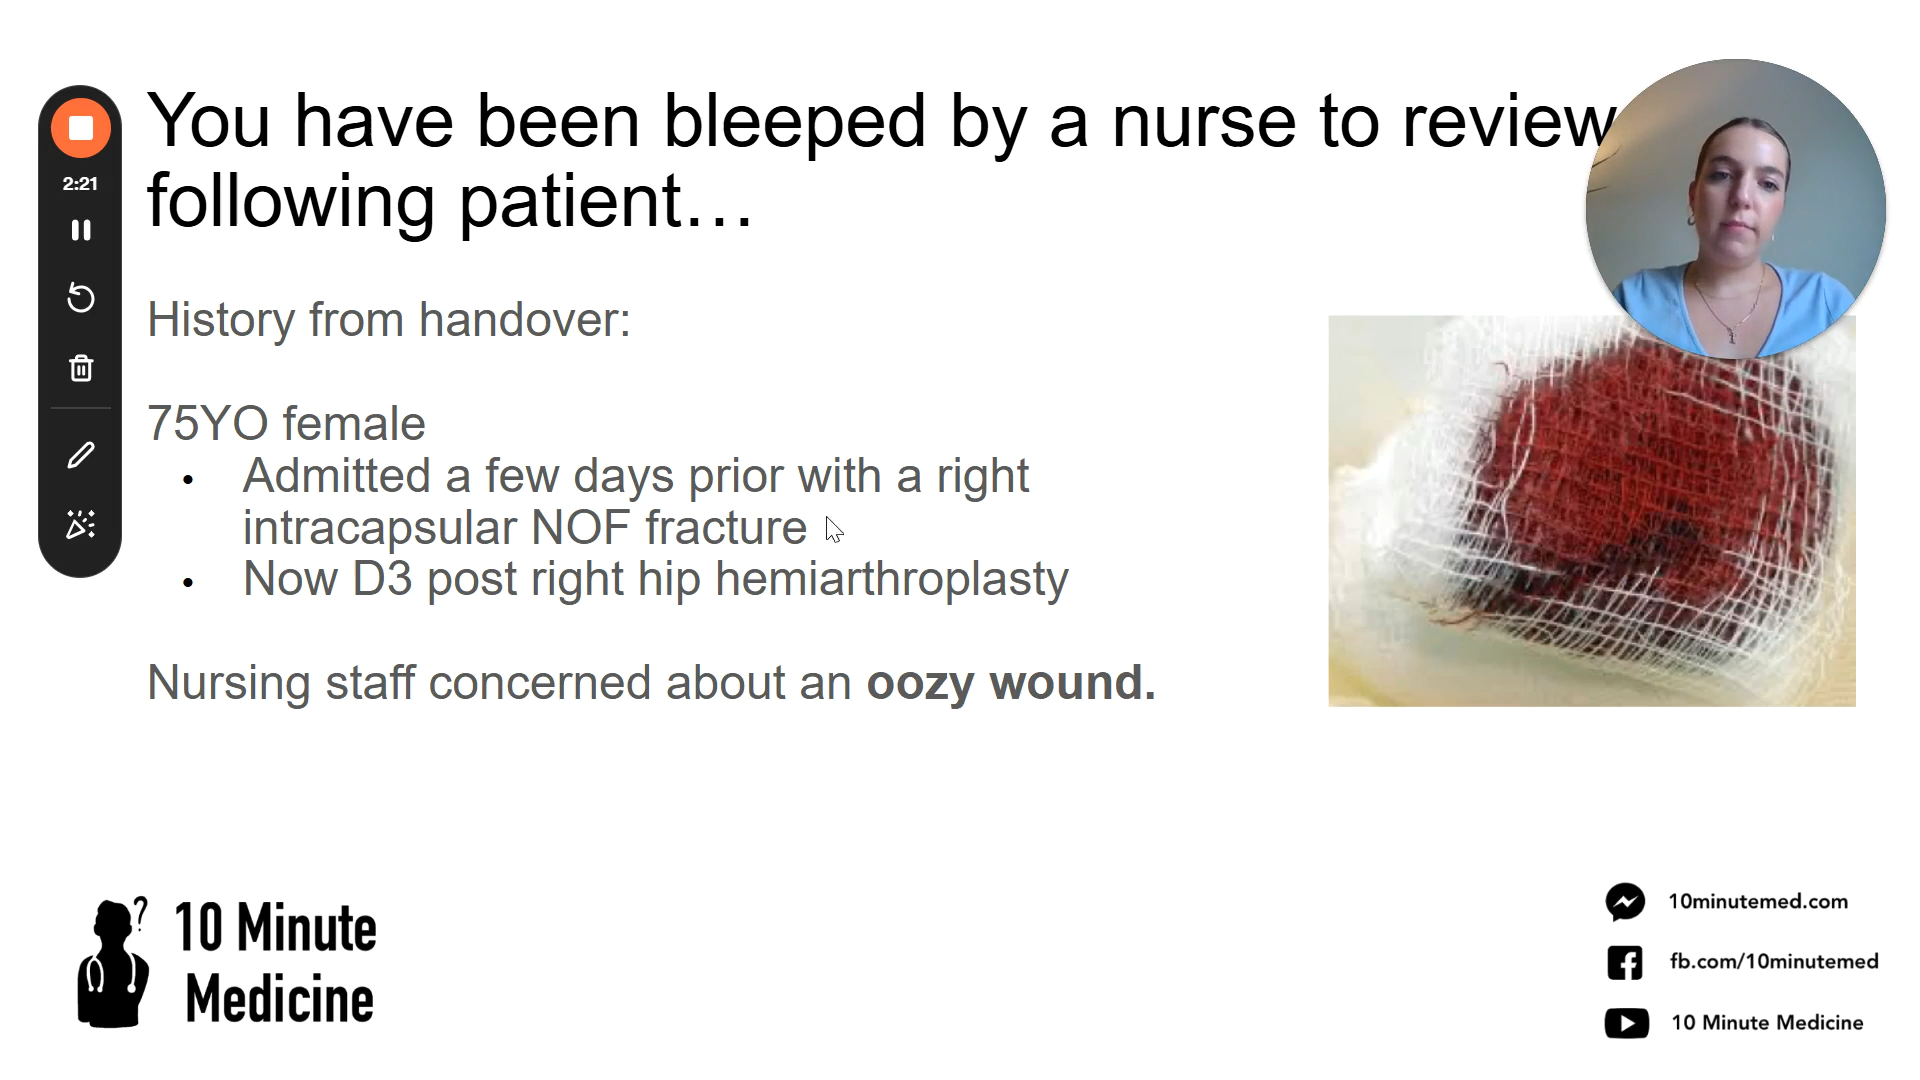 You have been bleeped by a nurse to review
following patient…
2:21
History from handover:
75YO female
• Admitted a few days prior with a right
intracapsular NOF fracture
• Now D3 post right hip hemiarthroplasty
Nursing staff concerned about an oozy wound.
?
10 Minute
Medicine
10minutemed.com
fb.com/10minutemed
10 Minute Medicine